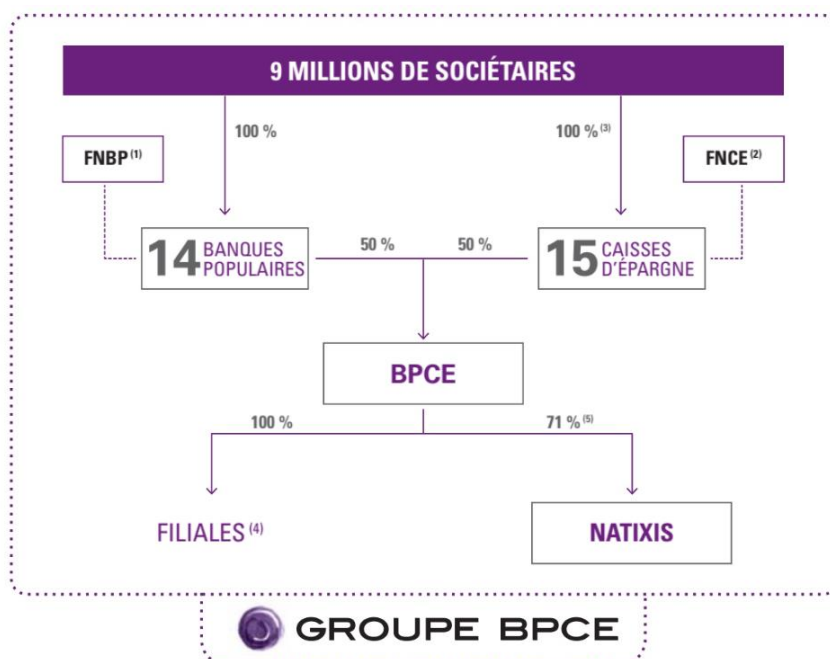 9 MILLIONS DE SOCIÉTAIRES
100 %
100 % (3)
FNBP (1)
FNCE (2)
14 BANQUES
POPULAIRES
50 %
50 %
15 CAISSES
D'ÉPARGNE
BPCE
100 %
71 % (5)
FILIALES (4)
NATIXIS
GROUPE BPCE